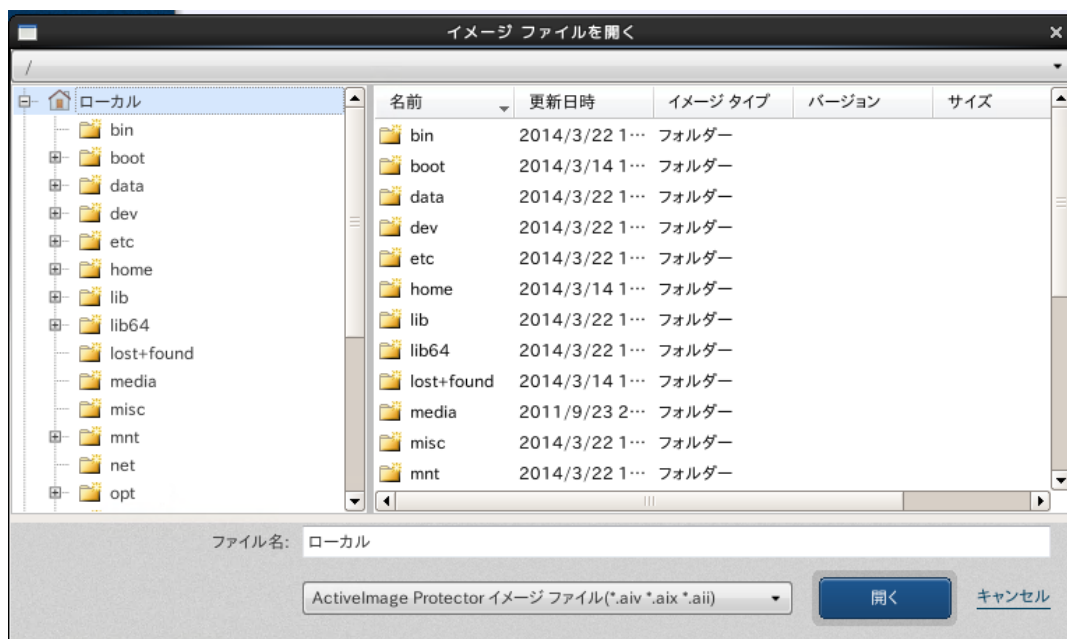 イメージ ファイルを開く
/
ローカル
bin
boot
data
dev
etc
home
lib
lib64
lost+found
media
misc
mnt
net
opt
名前 更新日時 イメージ タイプ バージョン サイズ
bin 2014/3/22 1… フォルダー
boot 2014/3/14 1… フォルダー
data 2014/3/22 1… フォルダー
dev 2014/3/22 1… フォルダー
etc 2014/3/22 1… フォルダー
home 2014/3/14 1… フォルダー
lib 2014/3/22 1… フォルダー
lib64 2014/3/22 1… フォルダー
lost+found 2014/3/14 1… フォルダー
media 2011/9/23 2… フォルダー
misc 2014/3/22 1… フォルダー
mnt 2014/3/22 1… フォルダー
ファイル名: ローカル
ActiveImage Protector イメージ ファイル(*.aiv *.aix *.aii)
開く キャンセル